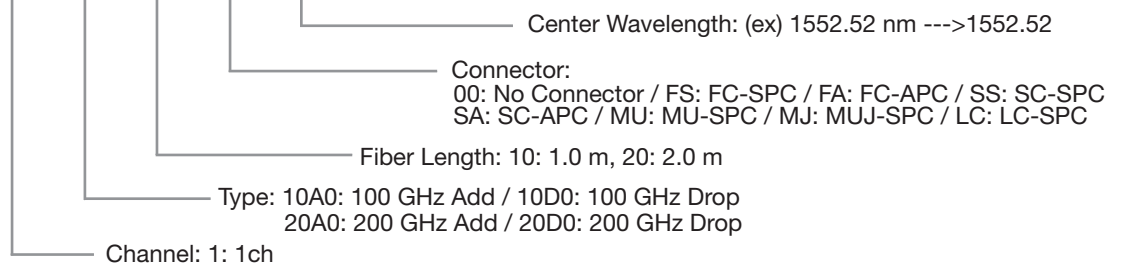 Center Wavelength: (ex) 1552.52 nm --->1552.52
Connector:
00: No Connector / FS: FC-SPC / FA: FC-APC / SS: SC-SPC
SA: SC-APC / MU: MU-SPC / MJ: MUJ-SPC / LC: LC-SPC
Fiber Length: 10: 1.0 m, 20: 2.0 m
Type: 10A0: 100 GHz Add / 10D0: 100 GHz Drop
20A0: 200 GHz Add / 20D0: 200 GHz Drop
Channel: 1: 1ch